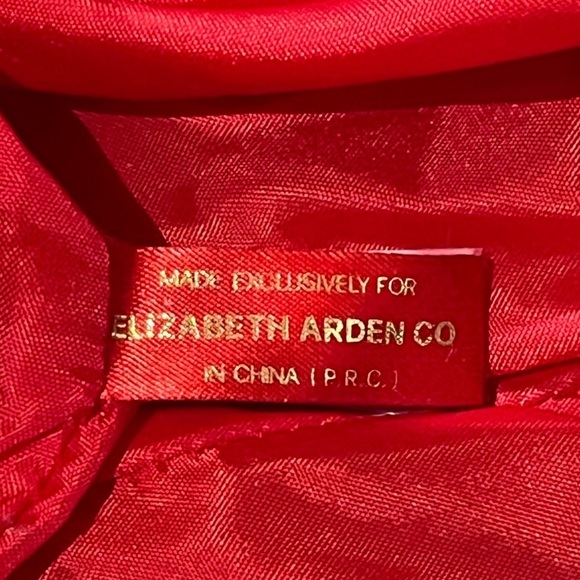 MADE EXCLUSIVELY FOR
ELIZABETH ARDEN CO
IN CHINA (P.R.C.)